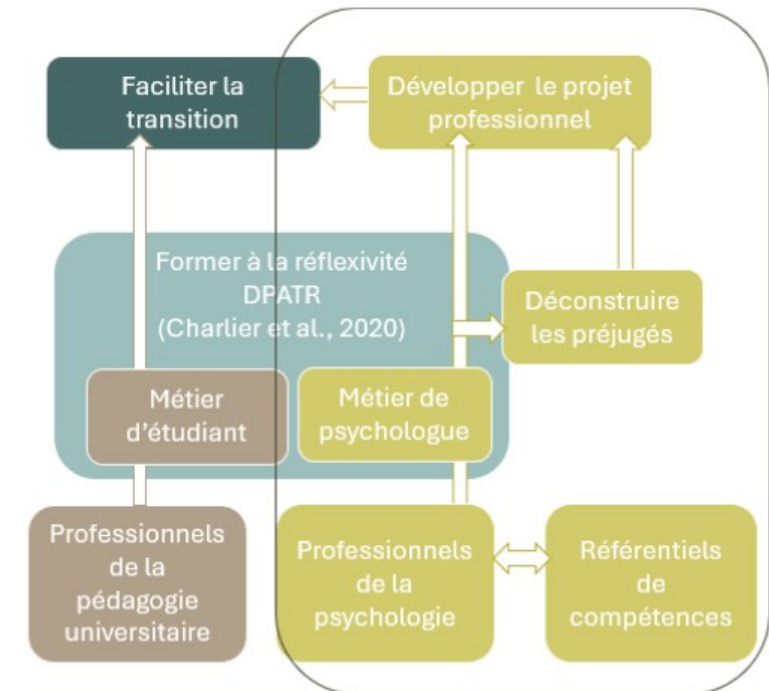 Faciliter la
transition
Développer le projet
professionnel
Former à la réflexivité
DPATR
(Charlier et al., 2020)
Déconstruire
les préjugés
Métier
d'étudiant
Métier de
psychologue
Professionnels
de la
pédagogie
universitaire
Professionnels
de la
psychologie
Référentiels
de
compétences